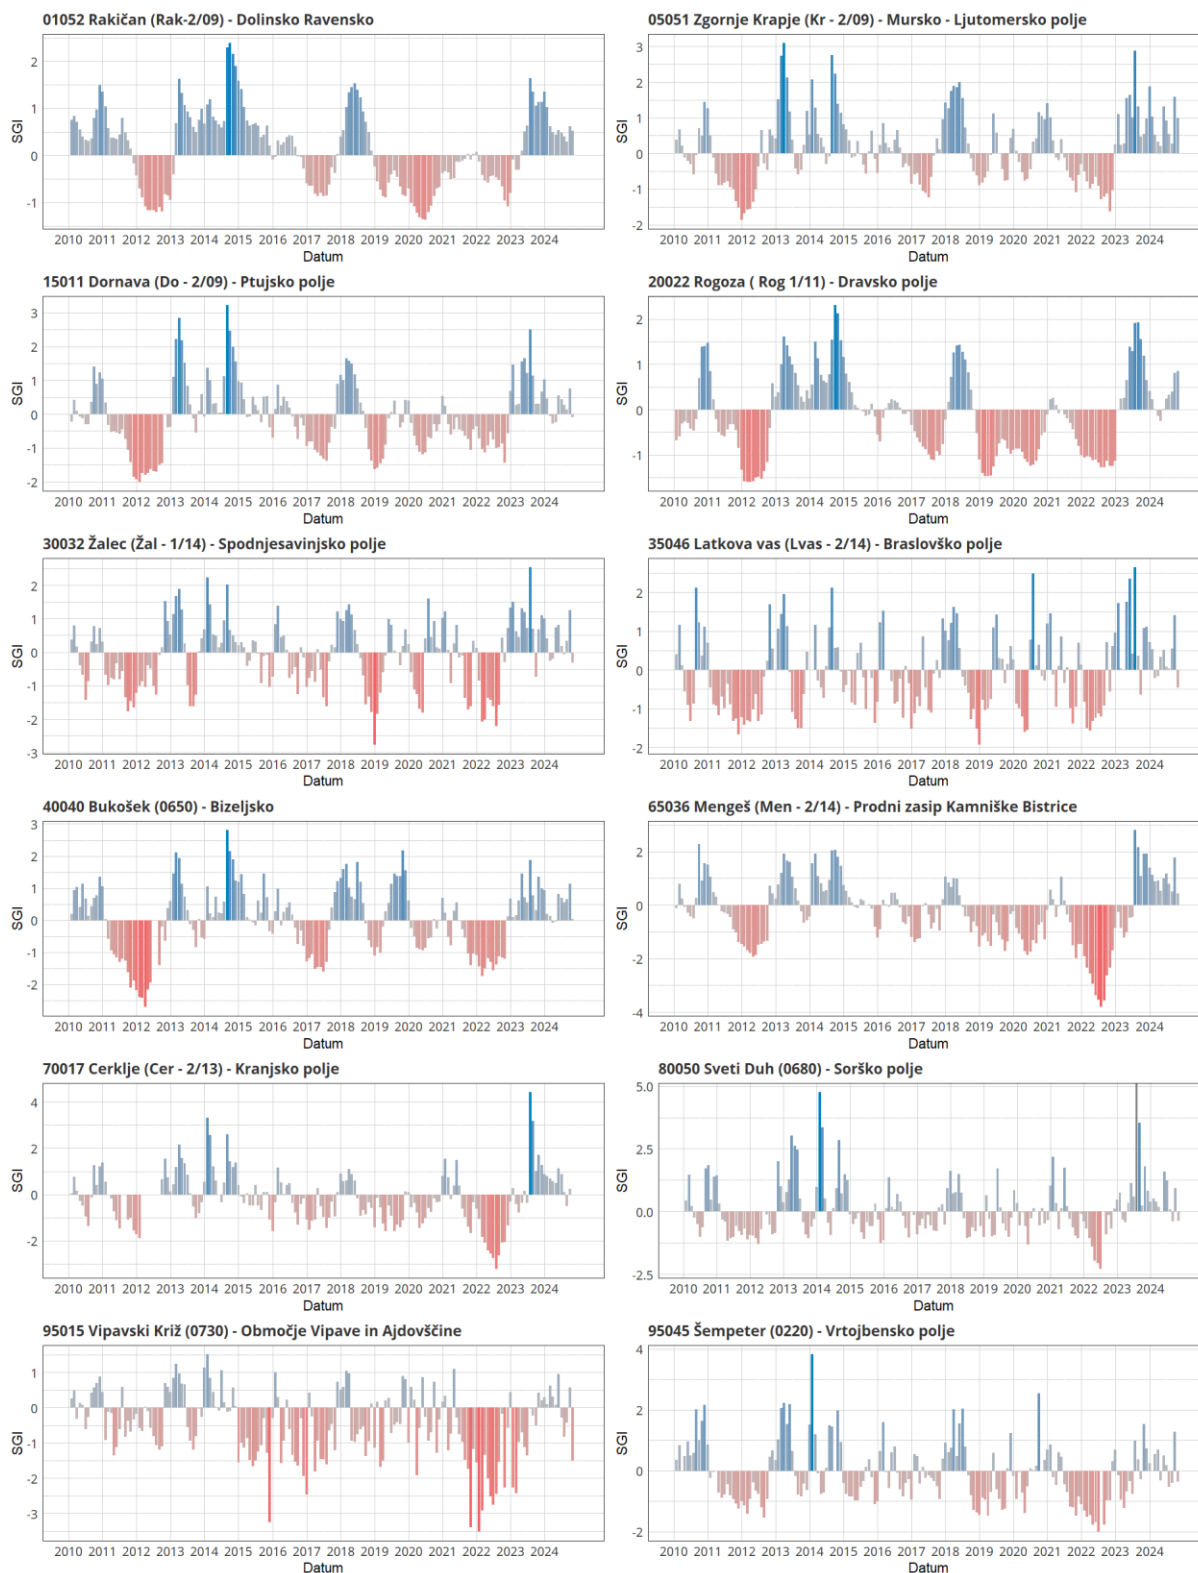 01052 Rakičan (Rak-2/09) - Dolinsko Ravensko
05051 Zgornje Krapje (Kr - 2/09) - Mursko - Ljutomersko polje
2
1
0
-1
SGI
2010 2011 2012 2013 2014 2015 2016 2017 2018 2019 2020 2021 2022 2023 2024
Datum
3
2
1
0
-1
-2
SGI
2010 2011 2012 2013 2014 2015 2016 2017 2018 2019 2020 2021 2022 2023 2024
Datum
15011 Dornava (Do - 2/09) - Ptujsko polje
20022 Rogoza ( Rog 1/11) - Dravsko polje
3
2
1
0
-1
-2
SGI
2010 2011 2012 2013 2014 2015 2016 2017 2018 2019 2020 2021 2022 2023 2024
Datum
2
1
0
-1
SGI
2010 2011 2012 2013 2014 2015 2016 2017 2018 2019 2020 2021 2022 2023 2024
Datum
30032 Žalec (Žal - 1/14) - Spodnjesavinjsko polje
35046 Latkova vas (Lvas - 2/14) - Braslovško polje
2
1
0
-1
-2
-3
SGI
2010 2011 2012 2013 2014 2015 2016 2017 2018 2019 2020 2021 2022 2023 2024
Datum
2
1
0
-1
-2
SGI
2010 2011 2012 2013 2014 2015 2016 2017 2018 2019 2020 2021 2022 2023 2024
Datum
40040 Bukošek (0650) - Bizeljsko
65036 Mengeš (Men - 2/14) - Prodni zasip Kamniške Bistrice
3
2
1
0
-1
-2
SGI
2010 2011 2012 2013 2014 2015 2016 2017 2018 2019 2020 2021 2022 2023 2024
Datum
2
0
-2
-4
SGI
2010 2011 2012 2013 2014 2015 2016 2017 2018 2019 2020 2021 2022 2023 2024
Datum
70017 Cerklje (Cer - 2/13) - Kranjsko polje
80050 Sveti Duh (0680) - Sorško polje
4
2
0
-2
SGI
2010 2011 2012 2013 2014 2015 2016 2017 2018 2019 2020 2021 2022 2023 2024
Datum
5.0
2.5
0.0
-2.5
SGI
2010 2011 2012 2013 2014 2015 2016 2017 2018 2019 2020 2021 2022 2023 2024
Datum
95015 Vipavski Križ (0730) - Območje Vipave in Ajdovščine
95045 Šempeter (0220) - Vrtojbensko polje
1
0
-1
-2
-3
SGI
2010 2011 2012 2013 2014 2015 2016 2017 2018 2019 2020 2021 2022 2023 2024
Datum
4
2
0
-2
SGI
2010 2011 2012 2013 2014 2015 2016 2017 2018 2019 2020 2021 2022 2023 2024
Datum